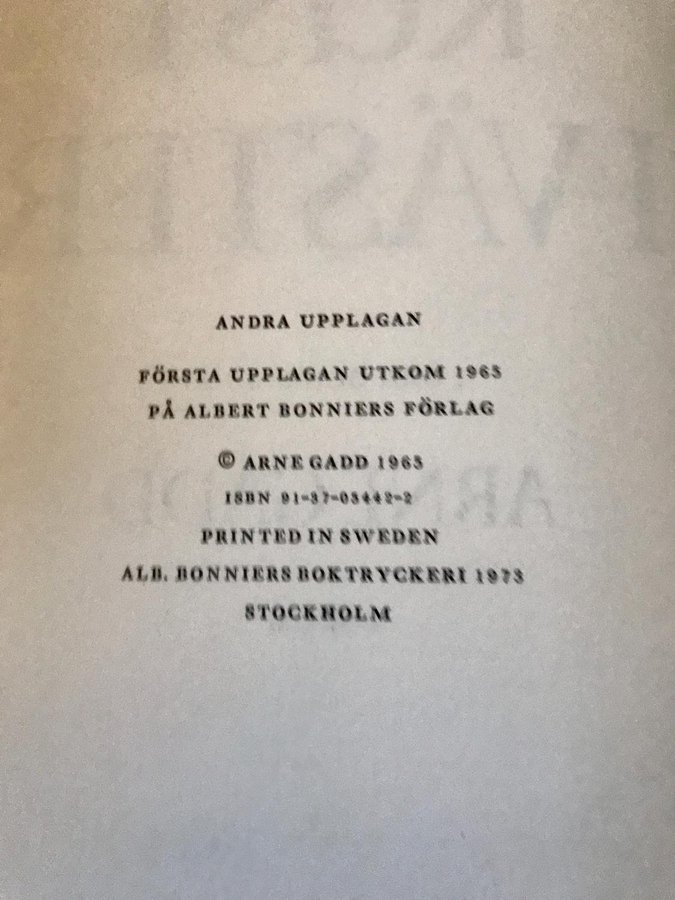 ANDRA UPPLAGAN
FÖRSTA UPPLAGAN UTKOM 1965
PÅ ALBERT BONNIERS FÖRLAG
© ARNE GADD 1965
ISBN 91-37-05442-2
PRINTED IN SWEDEN
ALB. BONNIERS BOKTRYCKERI 1973
STOCKHOLM